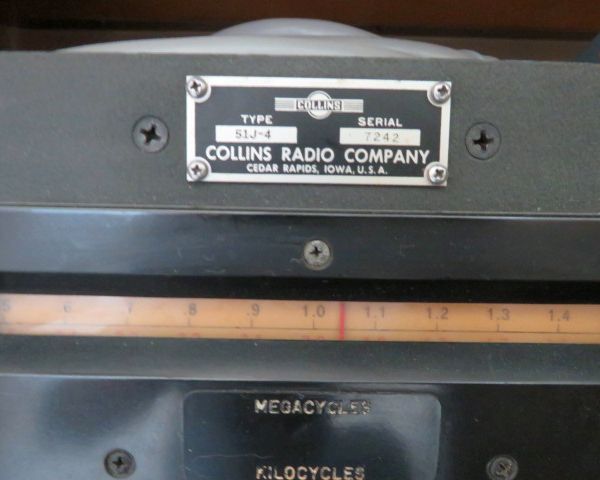 COLLINS
TYPE SERIAL
51J-4 7242
COLLINS RADIO COMPANY
CEDAR RAPIDS, IOWA, U.S.A.
6 .7 .8 .9 1.0 1.1 1.2 1.3 1.4
MEGACYCLES
KILOCYCLES